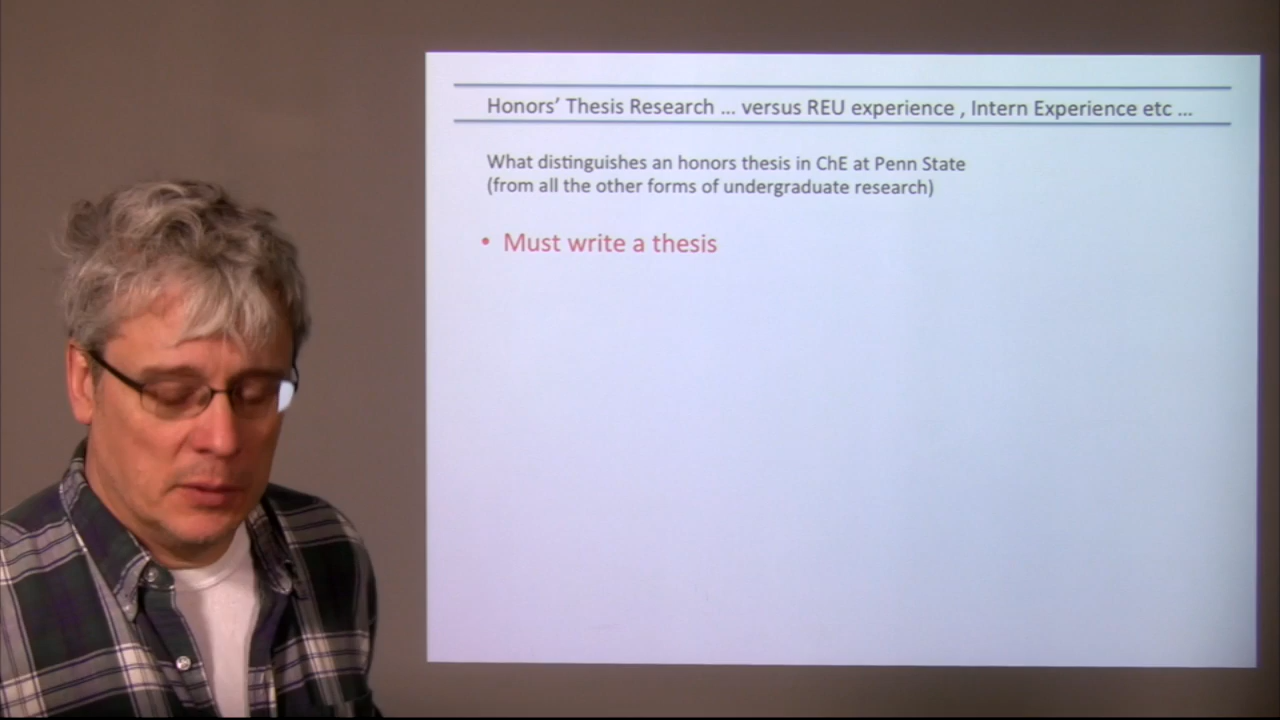 Honors’ Thesis Research ... versus REU experience , Intern Experience etc ...
What distinguishes an honors thesis in ChE at Penn State
(from all the other forms of undergraduate research)
• Must write a thesis